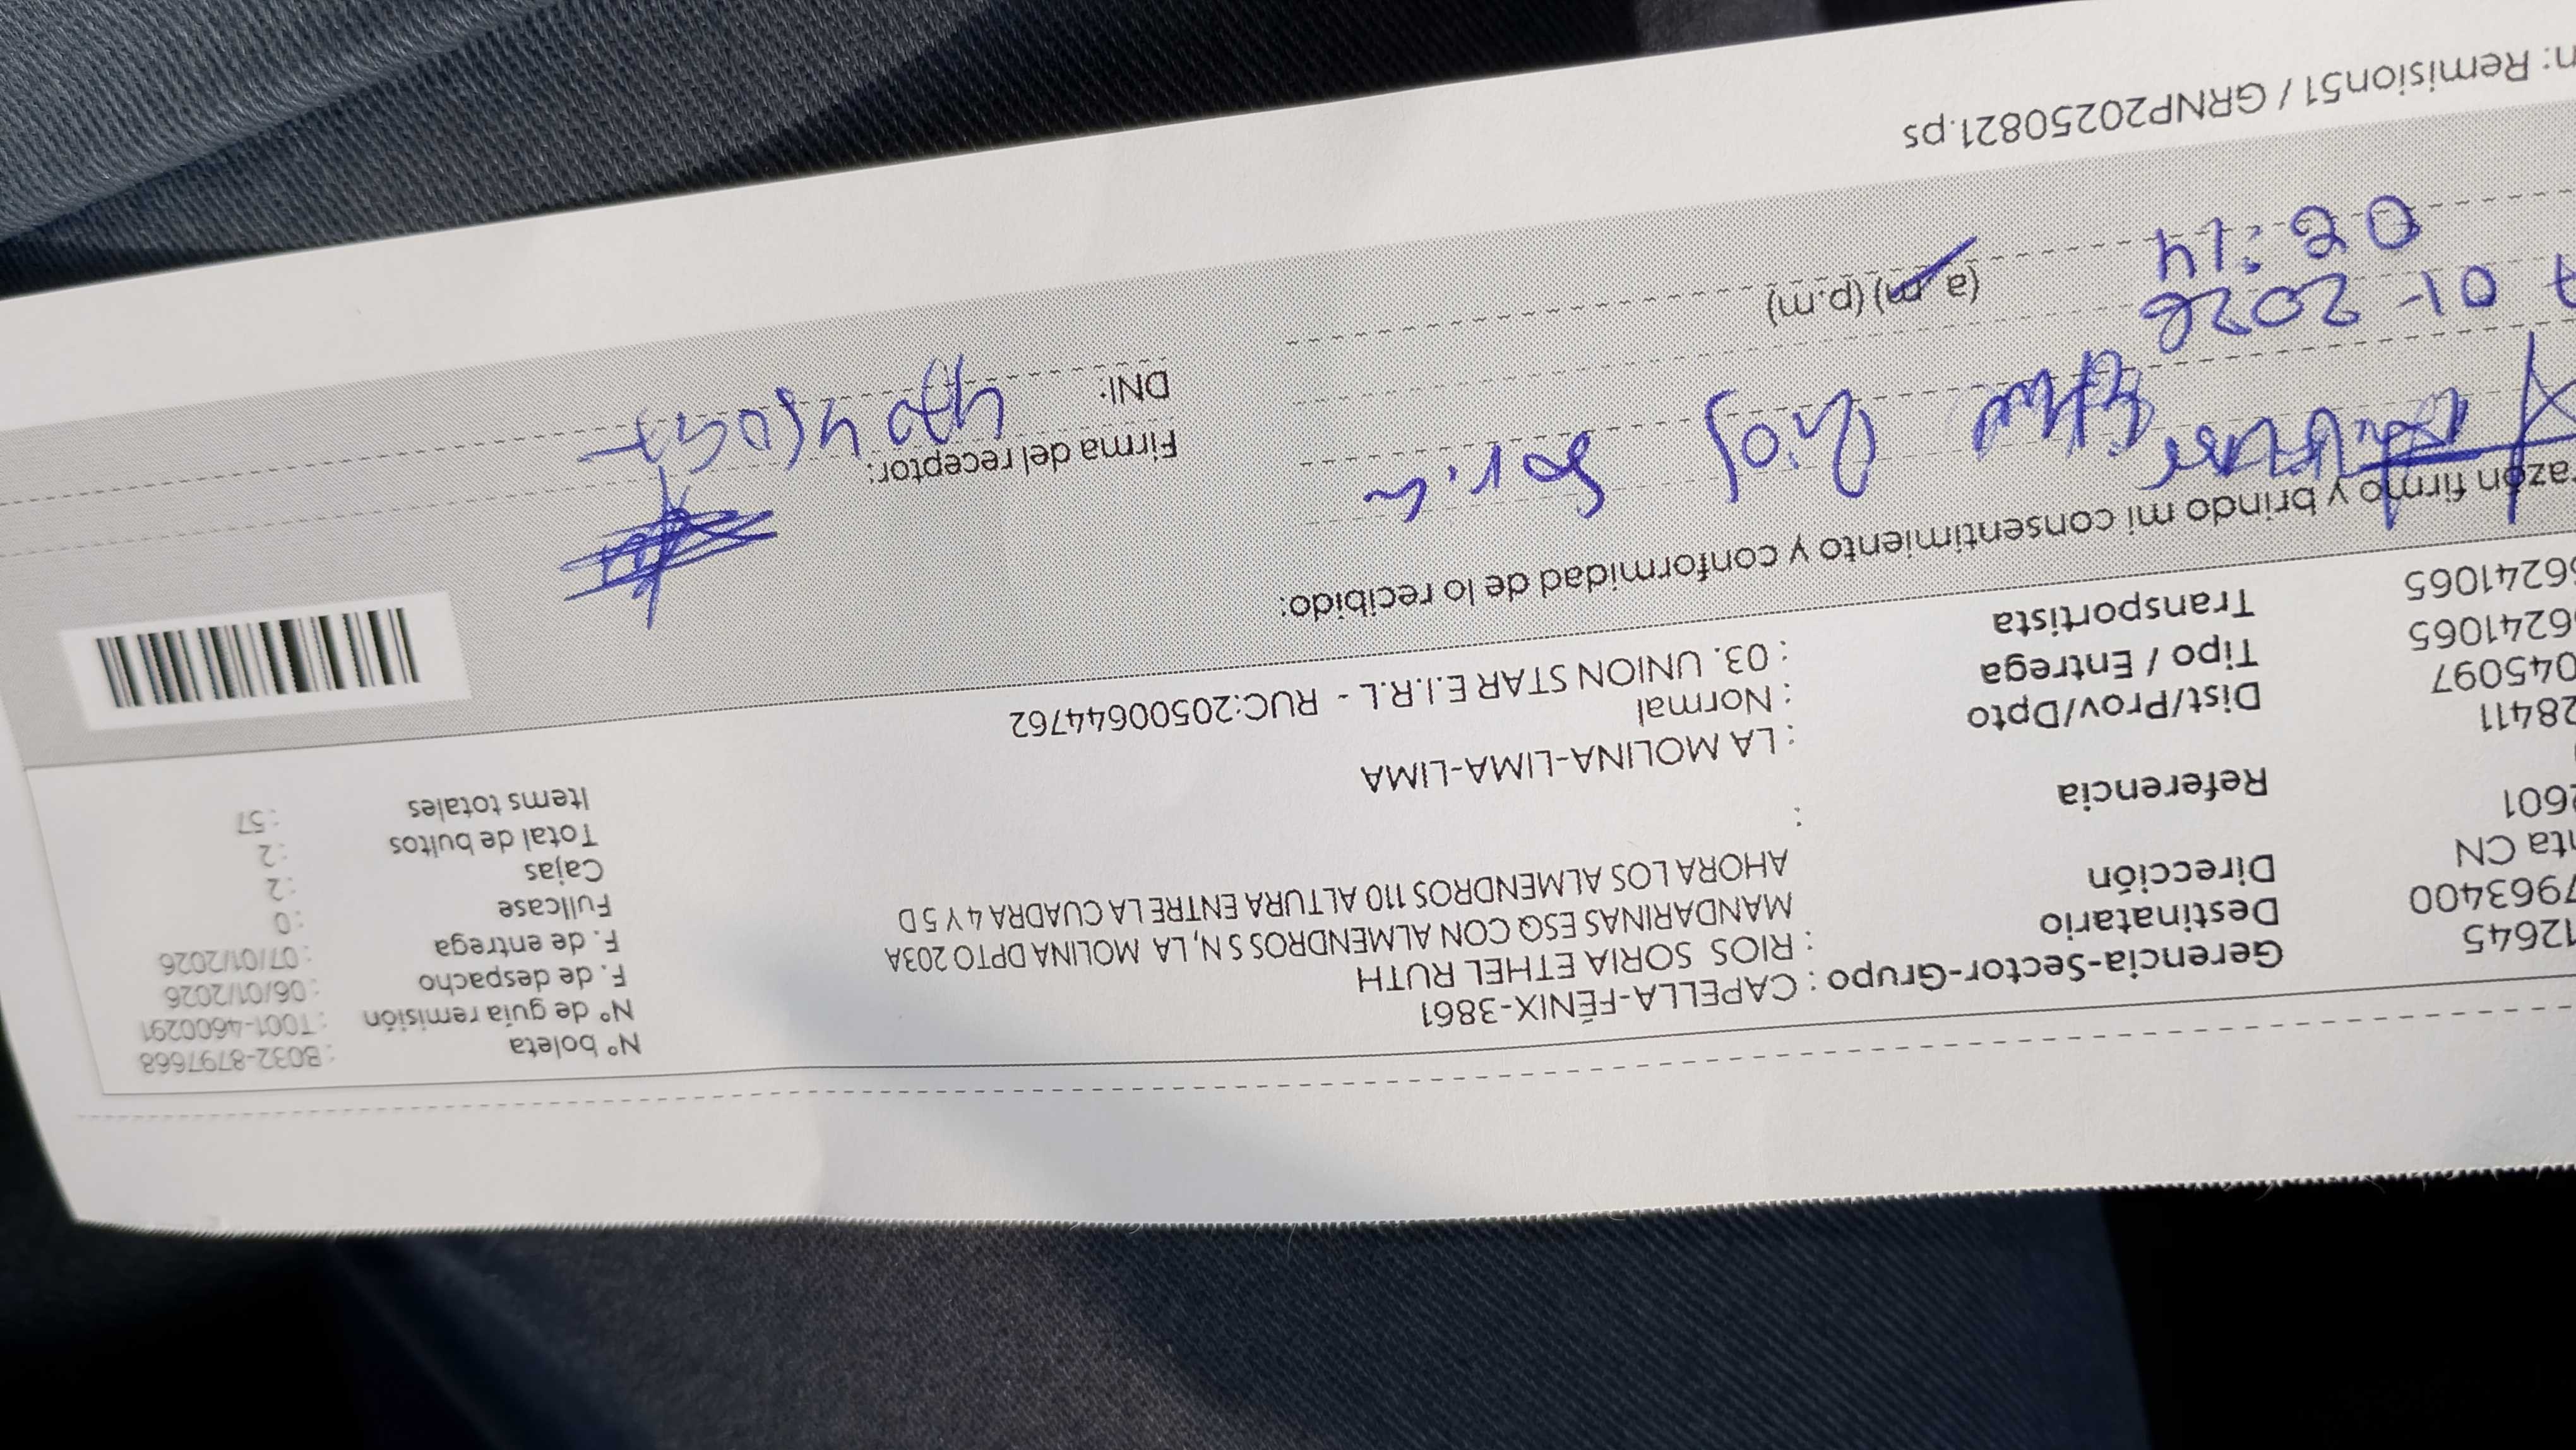 12645
7963400
ta CN
2601
28411
045097
6241065
6241065
Gerencia-Sector-Grupo : CAPELLA-FÉNIX-3861
Destinatario : RIOS SORIA ETHEL RUTH
Dirección MANDARINAS ESQ CON ALMENDROS S N, LA MOLINA DPTO 203A
AHORA LOS ALMENDROS 110 ALTURA ENTRE LA CUADRA 4 Y 5 D
Referencia :
Dist/Prov/Dpto : LA MOLINA-LIMA-LIMA
Tipo / Entrega : Normal
Transportista : 03. UNION STAR E.I.R.L - RUC:20500644762
N° boleta : B032-8797668
N° de guía remisión : T001-4600291
F. de despacho : 06/01/2026
F. de entrega : 07/01/2026
Fullcase : 0
Cajas : 2
Total de bultos : 2
Items totales : 57
razón firmo y brindo mi consentimiento y conformidad de lo recibido:
Rios Soria
7 01-2026
08:14 (a.m) (p.m)
Firma del receptor:
DNI:
n: Remision51 / GRNP20250821.ps